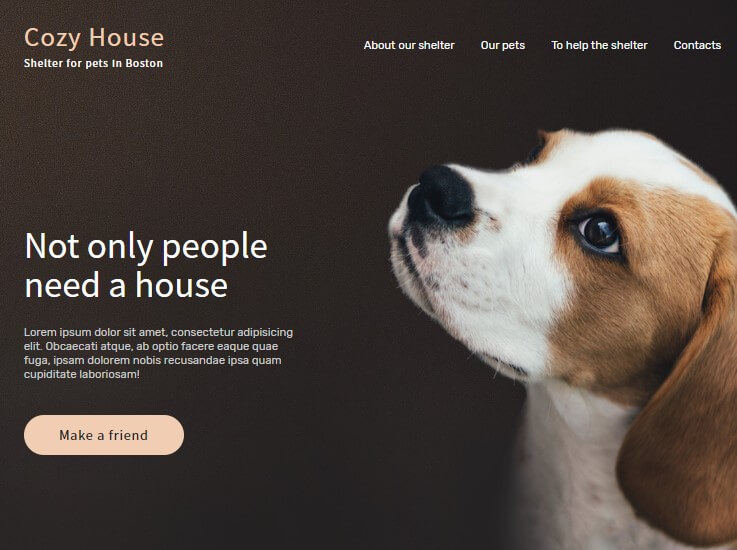 Cozy House
Shelter for pets in Boston
About our shelter
Our pets
To help the shelter
Contacts
Not only people
need a house
Lorem ipsum dolor sit amet, consectetur adipisicing
elit. Obcaecati atque, ab optio facere eaque quae
fuga, ipsam dolorem nobis recusandae ipsa quam
cupiditate laboriosam!
Make a friend